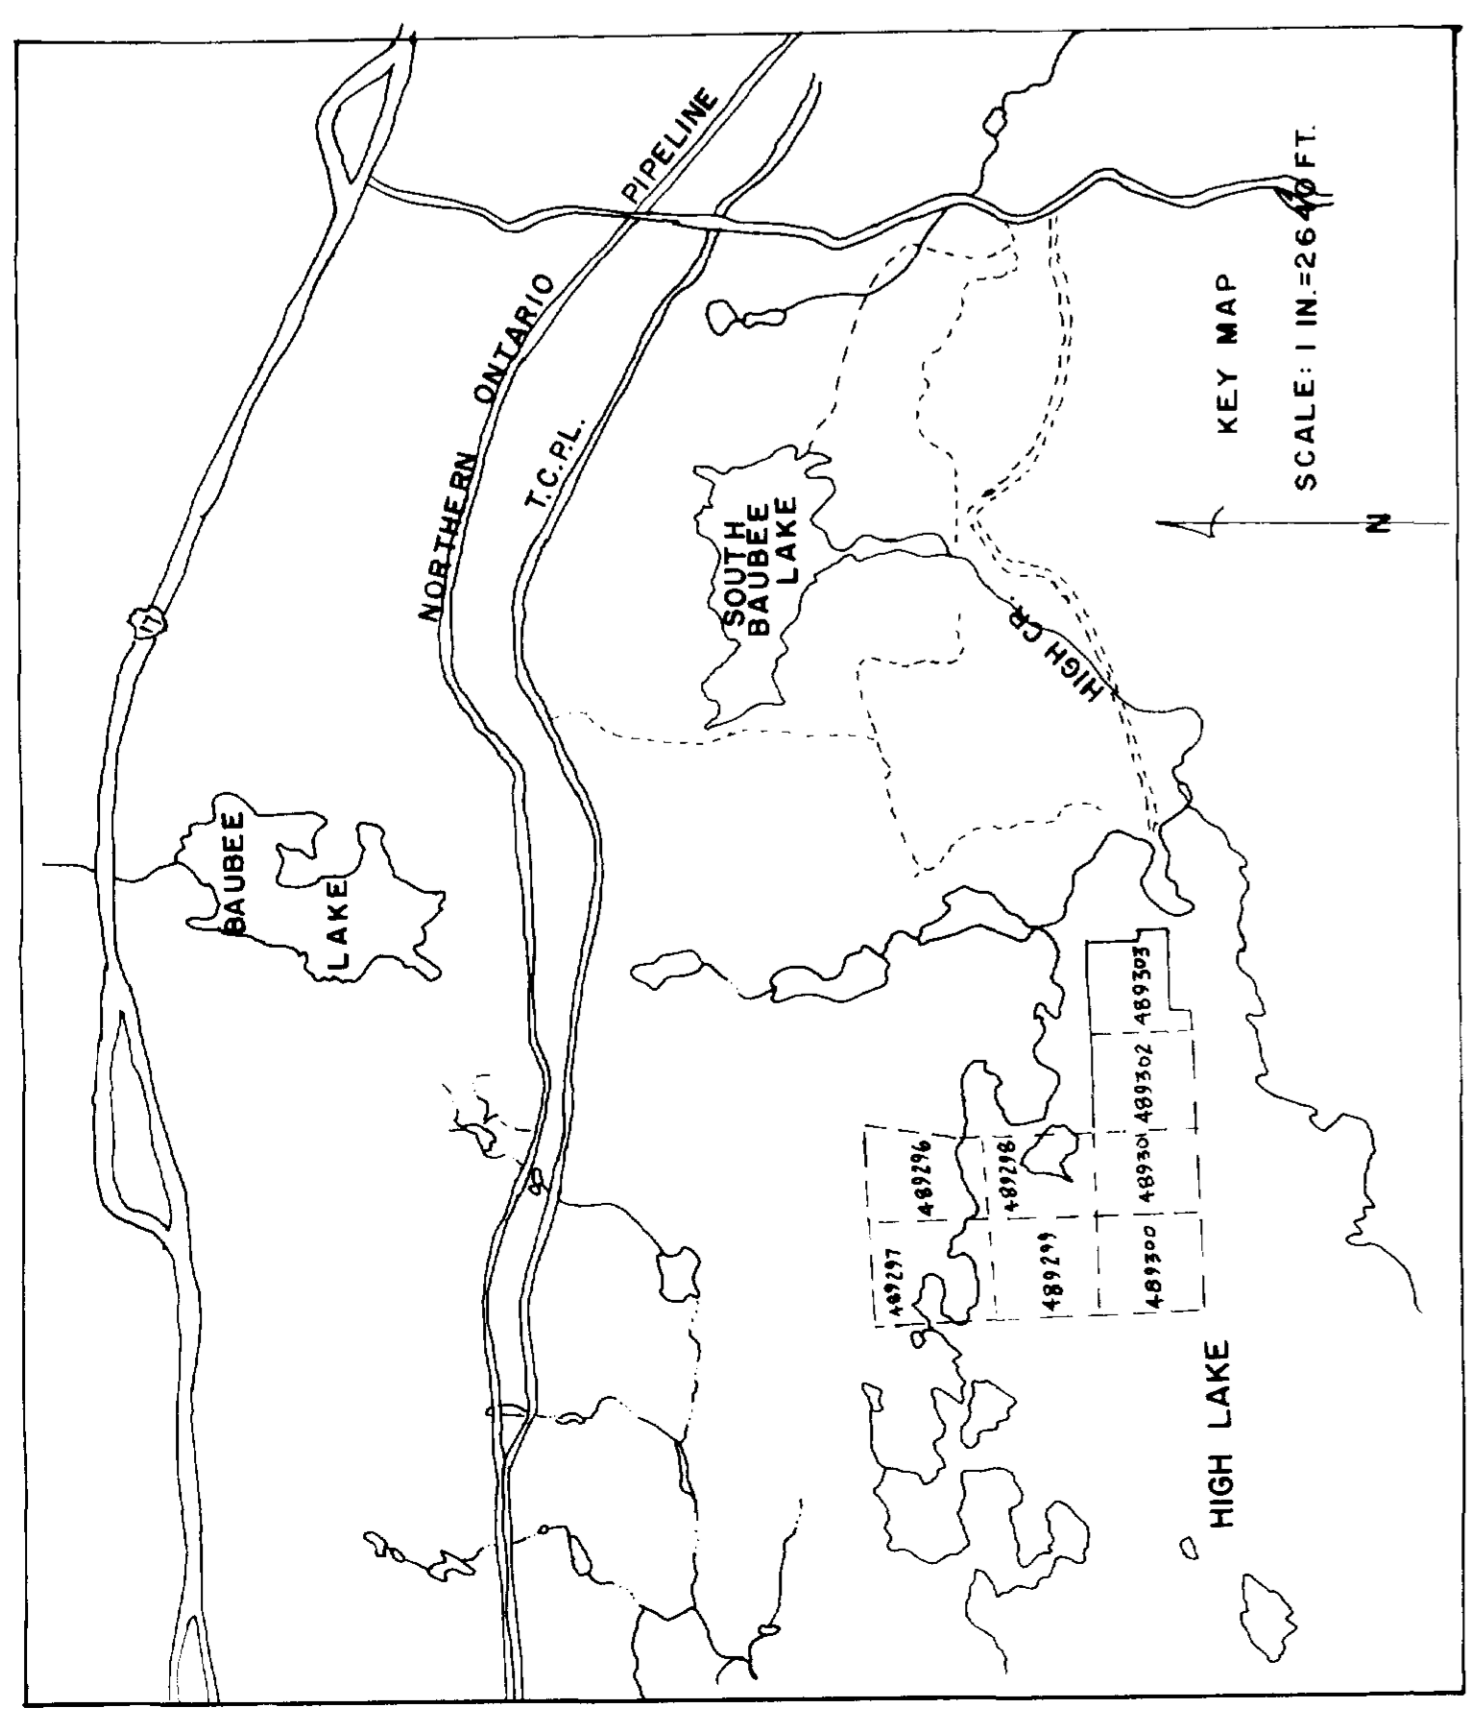 17
BAUBEE
LAKE
NORTHERN ONTARIO PIPELINE
T.C.P.L.
SOUTH
BAUBEE
LAKE
HIGH CR.
489297
489296
489299
489298
489300
489301
489302
489303
HIGH LAKE
KEY MAP
SCALE: 1 IN.=2640 FT.
N